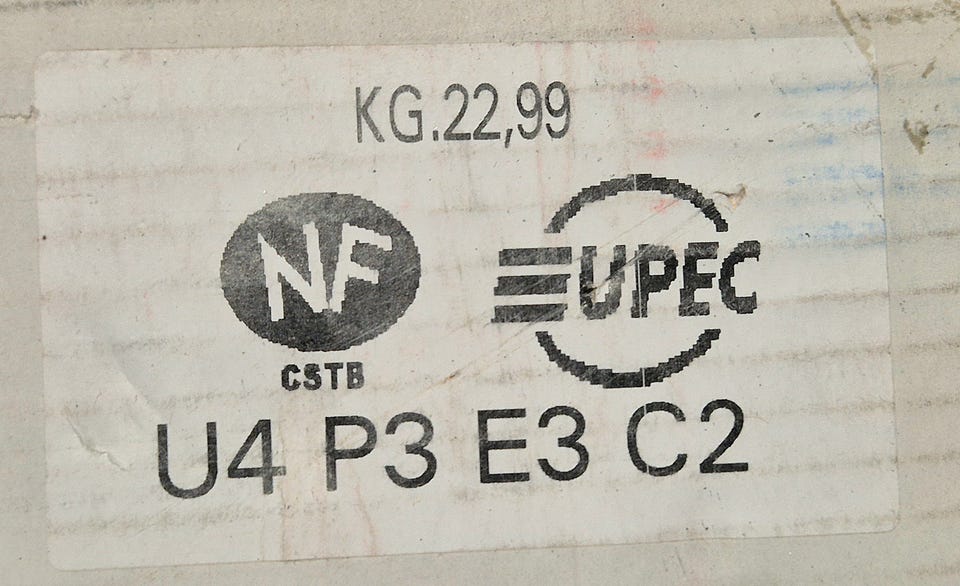 KG.22,99
NF UPEC
CSTB
U4 P3 E3 C2